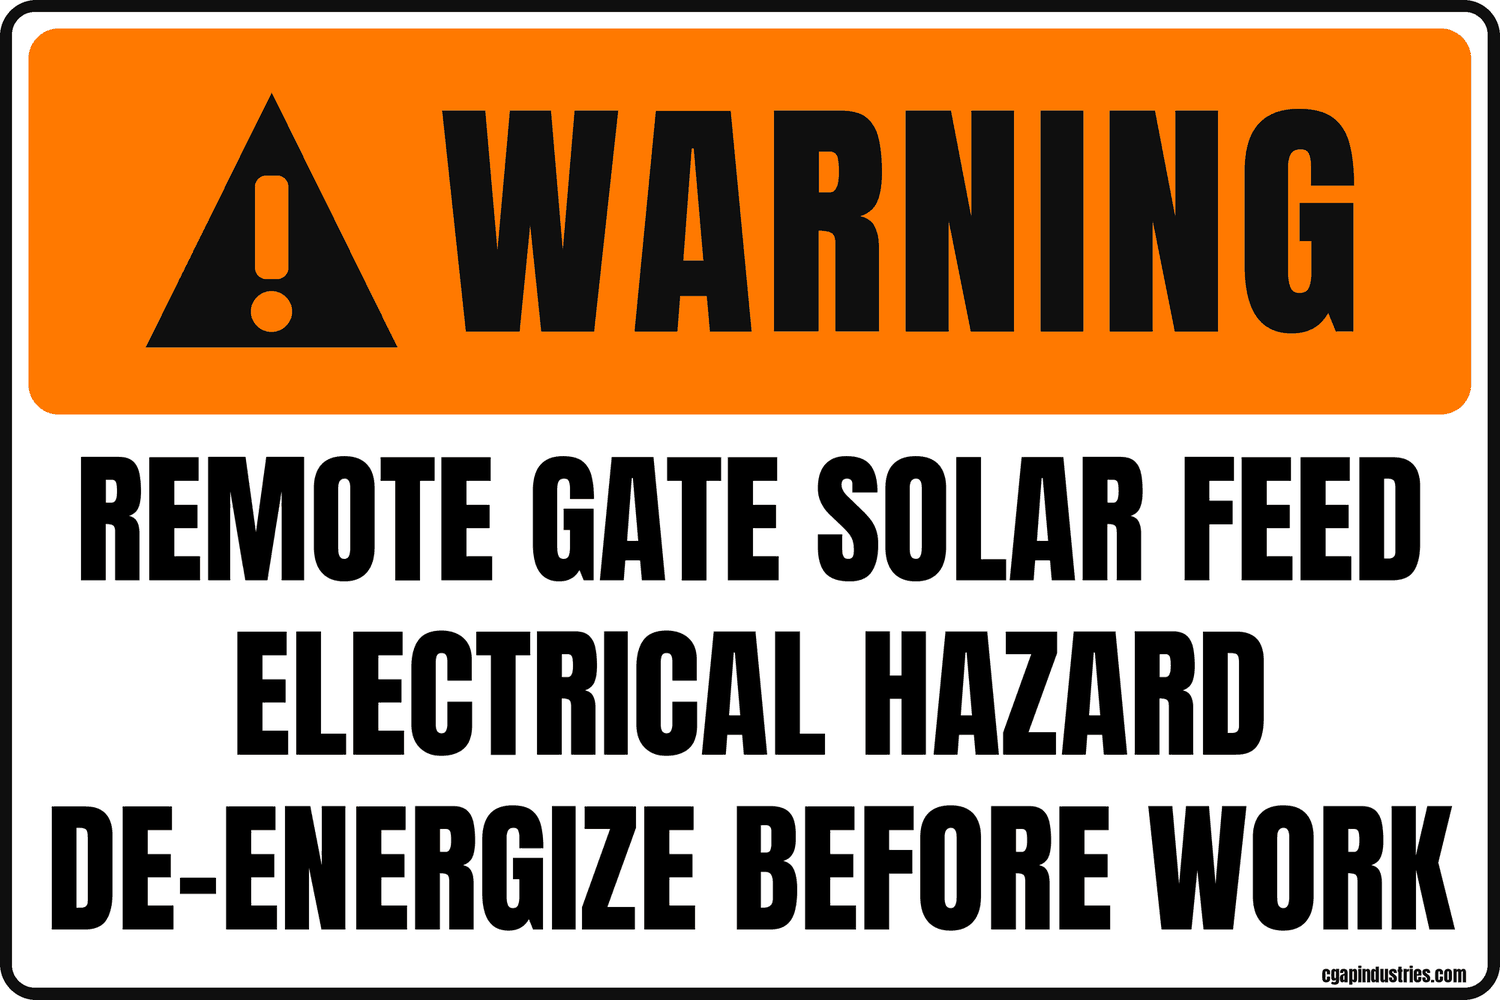 WARNING
REMOTE GATE SOLAR FEED
ELECTRICAL HAZARD
DE-ENERGIZE BEFORE WORK
cgapindustries.com